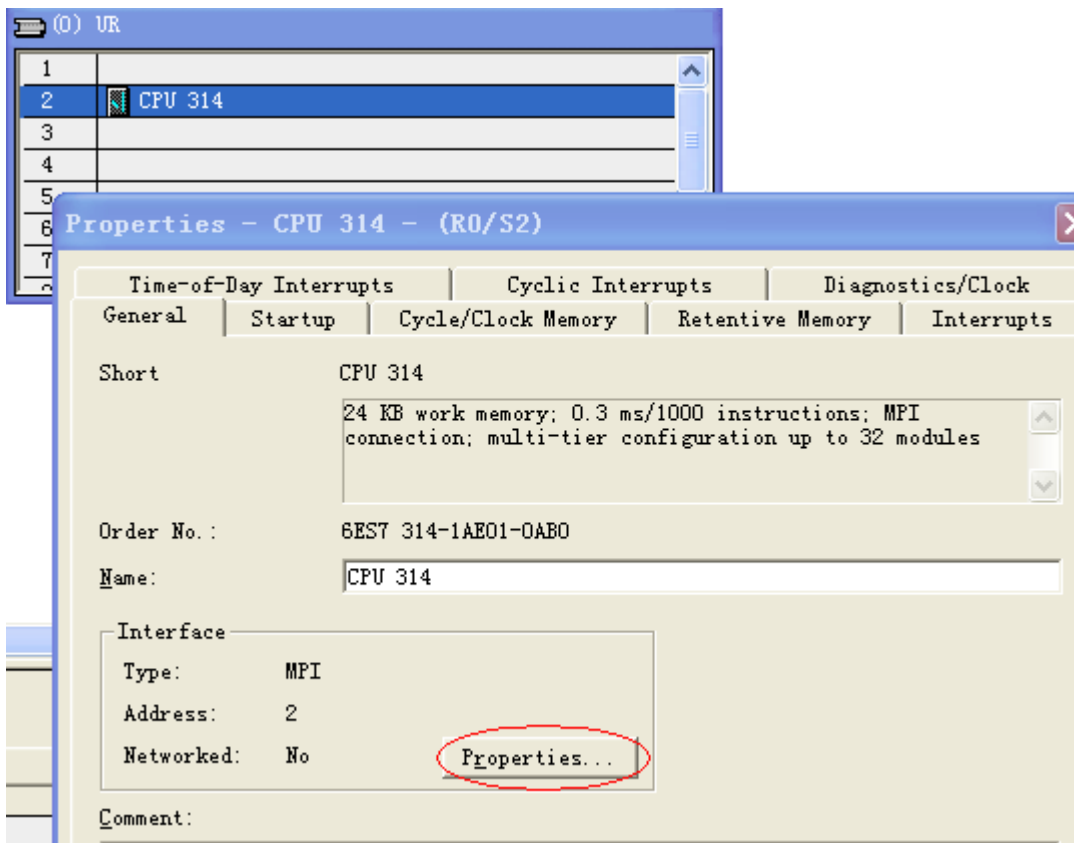 (0) UR
1
2 CPU 314
3
4
5
6
7
Properties - CPU 314 - (R0/S2)
Time-of-Day Interrupts Cyclic Interrupts Diagnostics/Clock
General Startup Cycle/Clock Memory Retentive Memory Interrupts
Short CPU 314
24 KB work memory; 0.3 ms/1000 instructions; MPI
connection; multi-tier configuration up to 32 modules
Order No.: 6ES7 314-1AE01-0AB0
Name: CPU 314
Interface
Type: MPI
Address: 2
Networked: No Properties...
Comment: